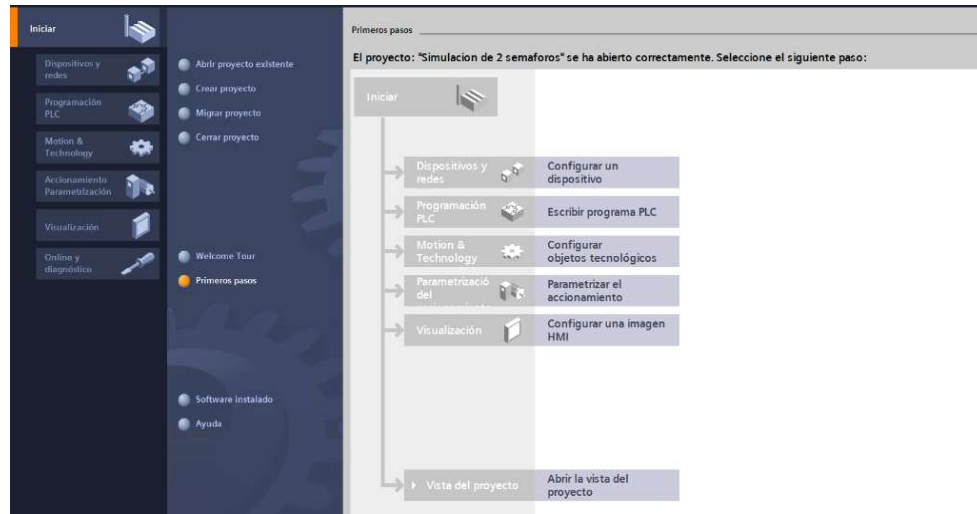 Iniciar
Dispositivos y
redes
Programación
PLC
Motion &
Technology
Accionamiento
Parametrización
Visualización
Online y
diagnóstico
Abrir proyecto existente
Crear proyecto
Migrar proyecto
Cerrar proyecto
Welcome Tour
Primeros pasos
Software instalado
Ayuda
Primeros pasos
El proyecto: "Simulacion de 2 semaforos" se ha abierto correctamente. Seleccione el siguiente paso:
Iniciar
Dispositivos y
redes
Configurar un
dispositivo
Programación
PLC
Escribir programa PLC
Motion &
Technology
Configurar
objetos tecnológicos
Parametrizació
del
Parametrizar el
accionamiento
Visualización
Configurar una imagen
HMI
Vista del proyecto
Abrir la vista del
proyecto